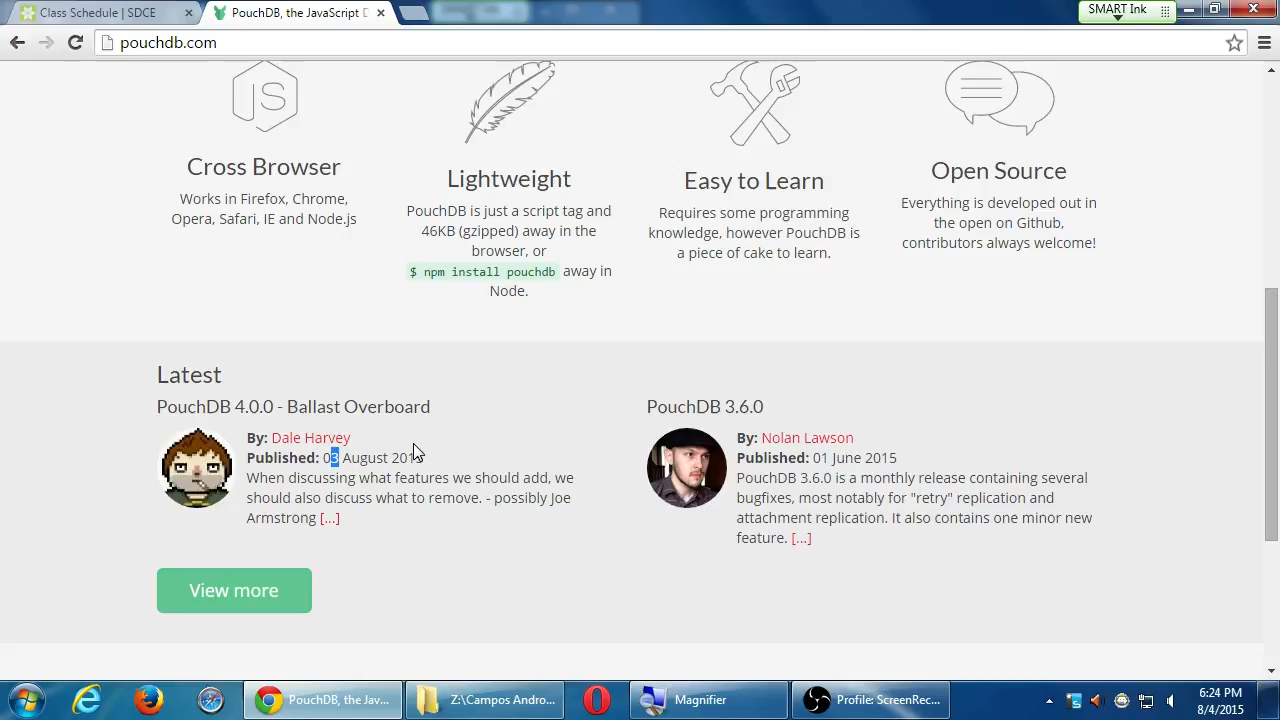 Class Schedule | SDCE
PouchDB, the JavaScript D
SMART Ink
pouchdb.com
JS
Cross Browser
Works in Firefox, Chrome,
Opera, Safari, IE and Node.js
Lightweight
PouchDB is just a script tag and
46KB (gzipped) away in the
browser, or
$ npm install pouchdb away in
Node.
Easy to Learn
Requires some programming
knowledge, however PouchDB is
a piece of cake to learn.
Open Source
Everything is developed out in
the open on Github,
contributors always welcome!
Latest
PouchDB 4.0.0 - Ballast Overboard
By: Dale Harvey
Published: 03 August 2015
When discussing what features we should add, we
should also discuss what to remove. - possibly Joe
Armstrong [...]
PouchDB 3.6.0
By: Nolan Lawson
Published: 01 June 2015
PouchDB 3.6.0 is a monthly release containing several
bugfixes, most notably for "retry" replication and
attachment replication. It also contains one minor new
feature. [...]
View more
PouchDB, the Jav...
Z:\Campos Andro...
Magnifier
Profile: ScreenRec...
6:24 PM
8/4/2015